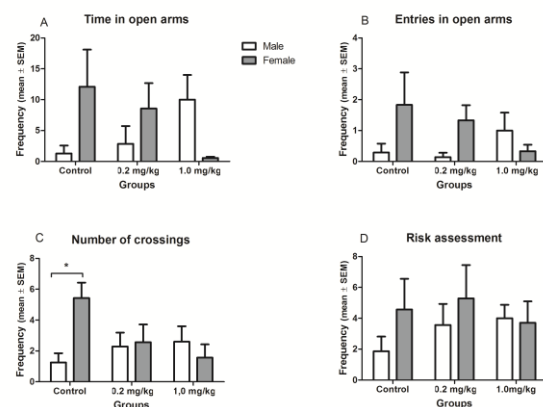 A
Time in open arms
Frequency (mean ± SEM)
20
15
10
5
0
Control
0.2 mg/kg
1.0 mg/kg
Groups
Male
Female
B
Entries in open arms
Frequency (mean ± SEM)
4
3
2
1
0
Control
0.2 mg/kg
1.0 mg/kg
Groups
C
Number of crossings
Frequency (mean ± SEM)
8
6
4
2
0
*
Control
0.2 mg/kg
1,0 mg/kg
Groups
D
Risk assessment
Frequency (mean ± SEM)
8
6
4
2
0
Control
0.2 mg/kg
1.0 mg/kg
Groups